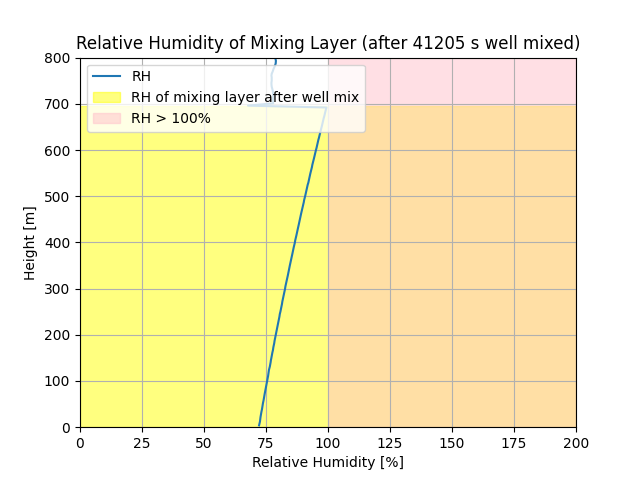 Relative Humidity of Mixing Layer (after 41205 s well mixed)
RH
RH of mixing layer after well mix
RH > 100%
800
700
600
500
400
300
200
100
0
Height [m]
0 25 50 75 100 125 150 175 200
Relative Humidity [%]